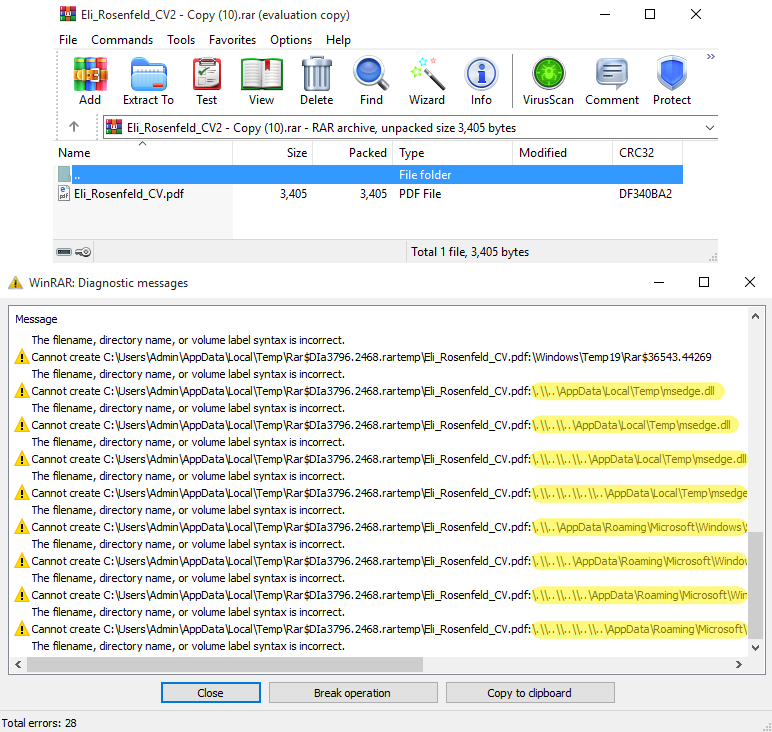 Eli_Rosenfeld_CV2 - Copy (10).rar (evaluation copy)
File Commands Tools Favorites Options Help
Add Extract To Test View Delete Find Wizard Info VirusScan Comment Protect
Eli_Rosenfeld_CV2 - Copy (10).rar - RAR archive, unpacked size 3,405 bytes
Name Size Packed Type Modified CRC32
.. File folder
Eli_Rosenfeld_CV.pdf 3,405 3,405 PDF File DF340BA2
Total 1 file, 3,405 bytes
WinRAR: Diagnostic messages
Message
The filename, directory name, or volume label syntax is incorrect.
Cannot create C:\Users\Admin\AppData\Local\Temp\Rar$DIa3796.2468.rartemp\Eli_Rosenfeld_CV.pdf:\Windows\Temp19\Rar$36543.44269
The filename, directory name, or volume label syntax is incorrect.
Cannot create C:\Users\Admin\AppData\Local\Temp\Rar$DIa3796.2468.rartemp\Eli_Rosenfeld_CV.pdf:\.\\..\AppData\Local\Temp\msedge.dll
The filename, directory name, or volume label syntax is incorrect.
Cannot create C:\Users\Admin\AppData\Local\Temp\Rar$DIa3796.2468.rartemp\Eli_Rosenfeld_CV.pdf:\.\\..\\..\AppData\Local\Temp\msedge.dll
The filename, directory name, or volume label syntax is incorrect.
Cannot create C:\Users\Admin\AppData\Local\Temp\Rar$DIa3796.2468.rartemp\Eli_Rosenfeld_CV.pdf:\.\\..\\..\\..\AppData\Local\Temp\msedge.dll
The filename, directory name, or volume label syntax is incorrect.
Cannot create C:\Users\Admin\AppData\Local\Temp\Rar$DIa3796.2468.rartemp\Eli_Rosenfeld_CV.pdf:\.\\..\\..\\..\\..\AppData\Local\Temp\msedge
The filename, directory name, or volume label syntax is incorrect.
Cannot create C:\Users\Admin\AppData\Local\Temp\Rar$DIa3796.2468.rartemp\Eli_Rosenfeld_CV.pdf:\.\\..\AppData\Roaming\Microsoft\Windows\
The filename, directory name, or volume label syntax is incorrect.
Cannot create C:\Users\Admin\AppData\Local\Temp\Rar$DIa3796.2468.rartemp\Eli_Rosenfeld_CV.pdf:\.\\..\\..\AppData\Roaming\Microsoft\Window
The filename, directory name, or volume label syntax is incorrect.
Cannot create C:\Users\Admin\AppData\Local\Temp\Rar$DIa3796.2468.rartemp\Eli_Rosenfeld_CV.pdf:\.\\..\\..\\..\AppData\Roaming\Microsoft\Win
The filename, directory name, or volume label syntax is incorrect.
Cannot create C:\Users\Admin\AppData\Local\Temp\Rar$DIa3796.2468.rartemp\Eli_Rosenfeld_CV.pdf:\.\\..\\..\\..\\..\AppData\Roaming\Microsoft\
The filename, directory name, or volume label syntax is incorrect.
Close Break operation Copy to clipboard
Total errors: 28